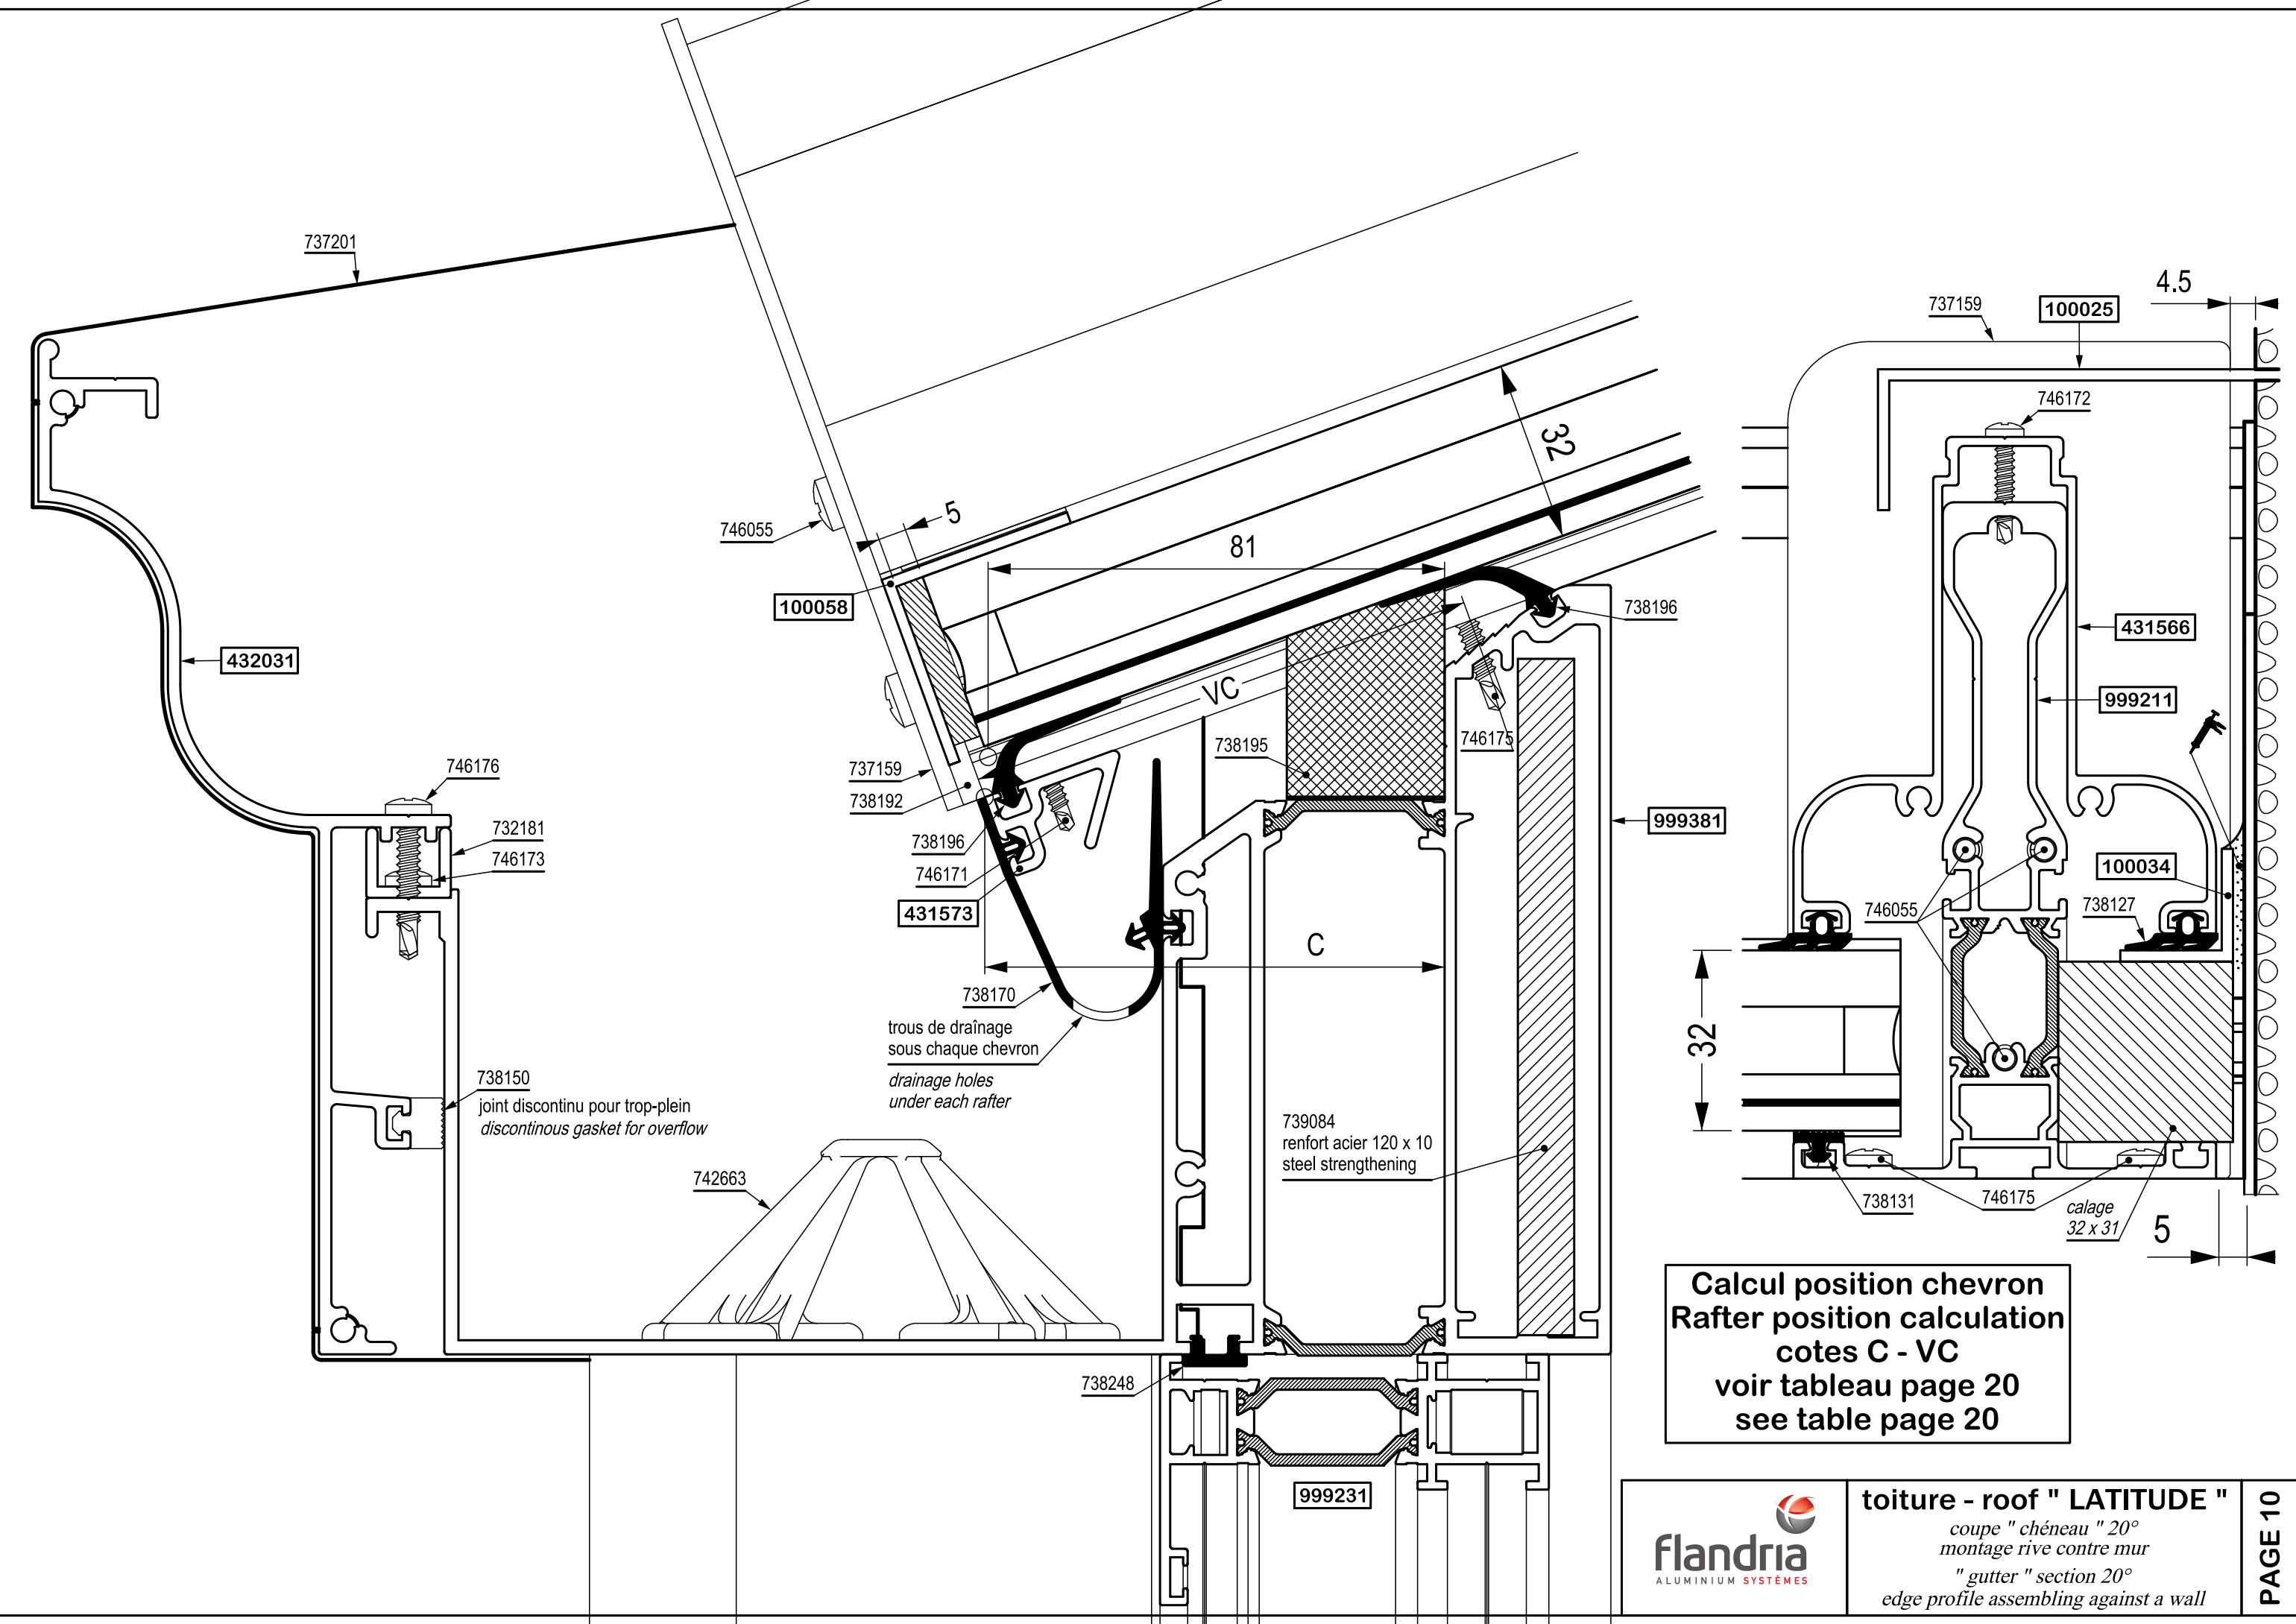 737201
746055
5
32
81
100058
432031
VC
738196
746176
732181
746173
737159
738192
738195
746175
999381
738196
746171
431573
C
738170
trous de draînage
sous chaque chevron
drainage holes
under each rafter
738150
joint discontinu pour trop-plein
discontinous gasket for overflow
742663
739084
renfort acier 120 x 10
steel strengthening
738248
999231
4.5
737159
100025
746172
431566
999211
100034
746055
738127
32
738131
746175
calage
32 x 31
5
Calcul position chevron
Rafter position calculation
cotes C - VC
voir tableau page 20
see table page 20
flandria
ALUMINIUM SYSTÈMES
toiture - roof " LATITUDE "
coupe " chéneau " 20°
montage rive contre mur
" gutter " section 20°
edge profile assembling against a wall
PAGE 10